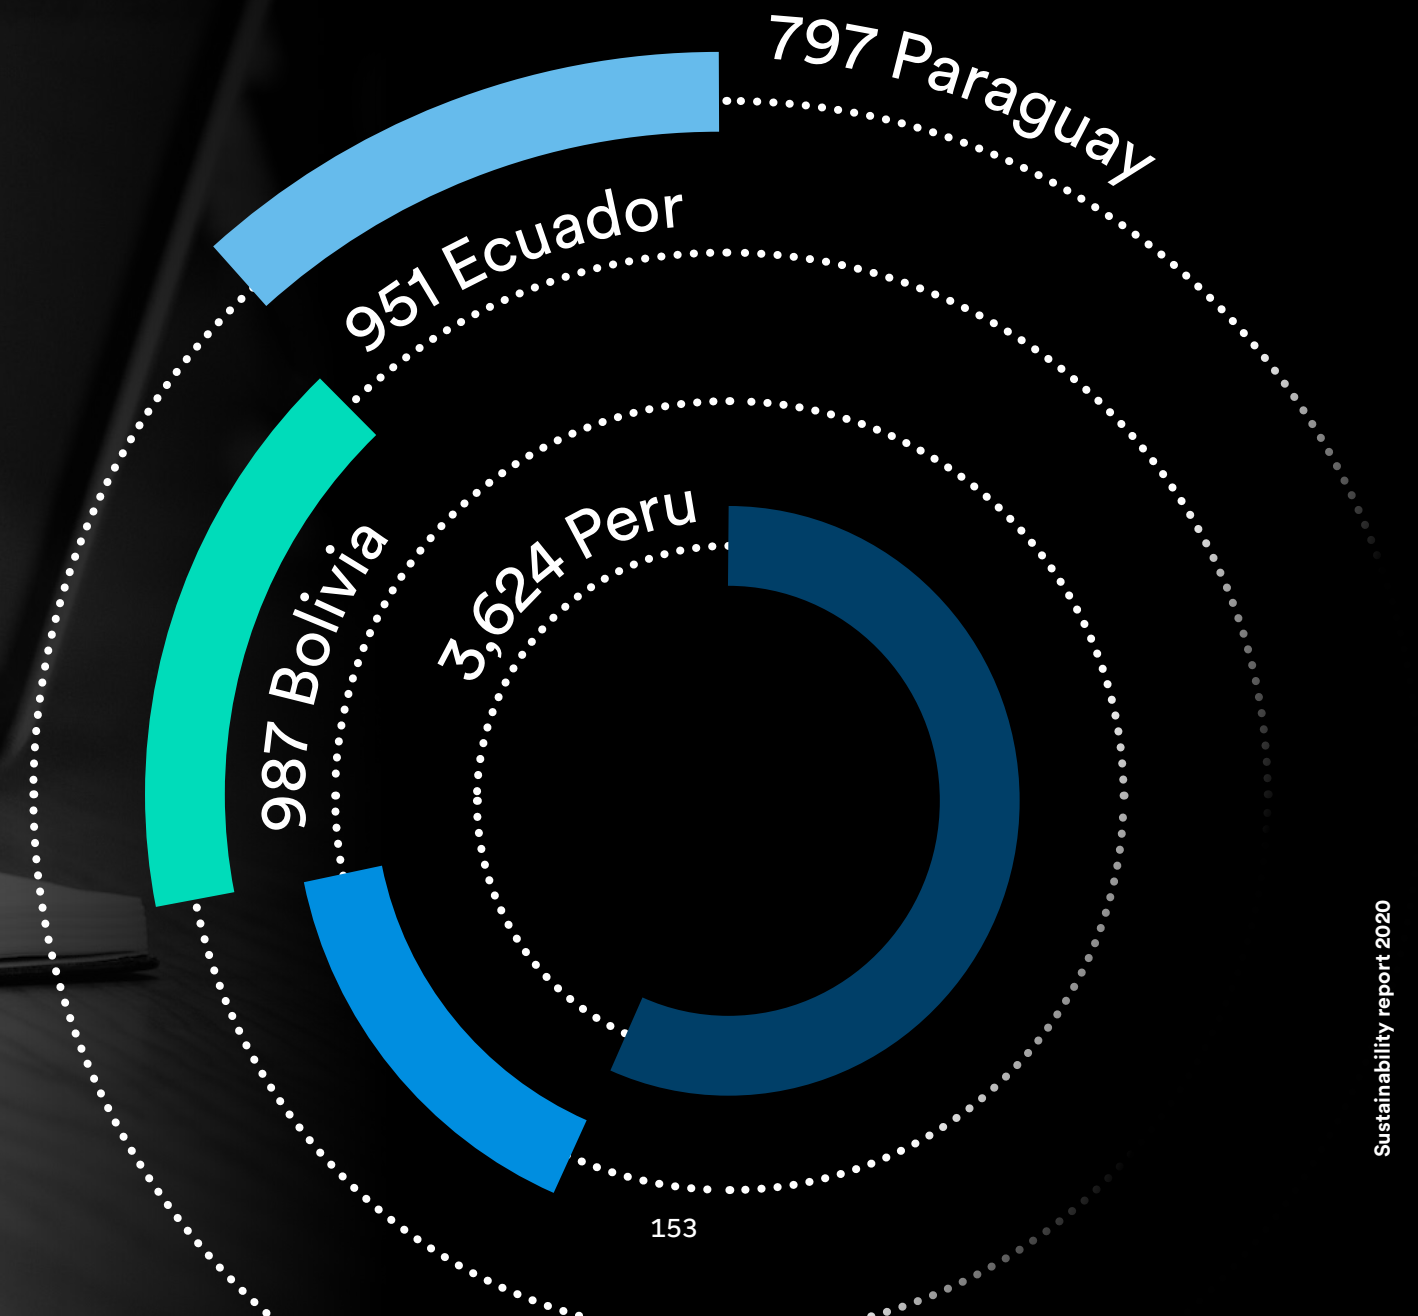 797 Paraguay
951 Ecuador
987 Bolivia
3,624 Peru
Sustainability report 2020
153